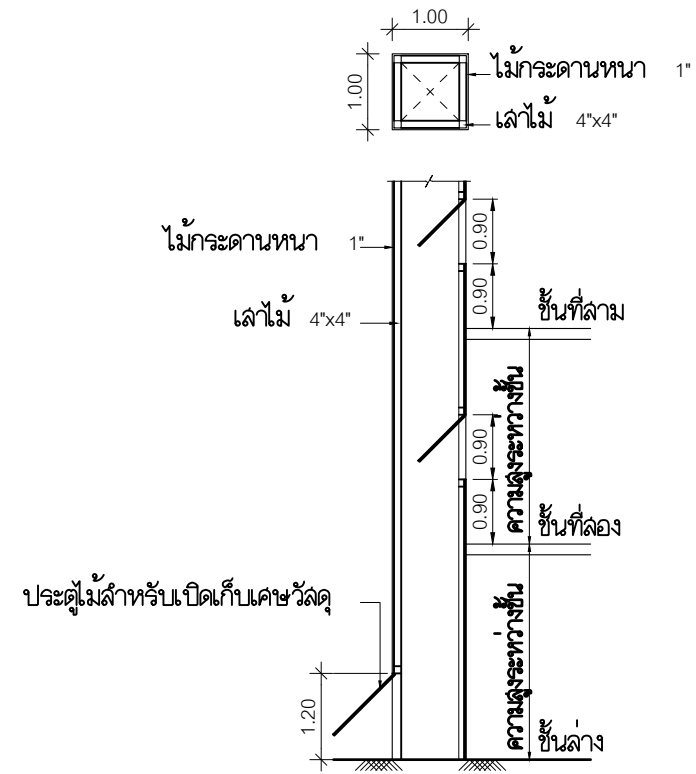 1.00
1.00
ไม้กระดานหนา 1"
เสาไม้ 4"x4"
0.90
ไม้กระดานหนา 1"
0.90
ชั้นที่สาม
เสาไม้ 4"x4"
ความสูงระหว่างชั้น
0.90
0.90
ชั้นที่สอง
ประตูไม้สำหรับเปิดเก็บเศษวัสดุ
ความสูงระหว่างชั้น
1.20
ชั้นล่าง